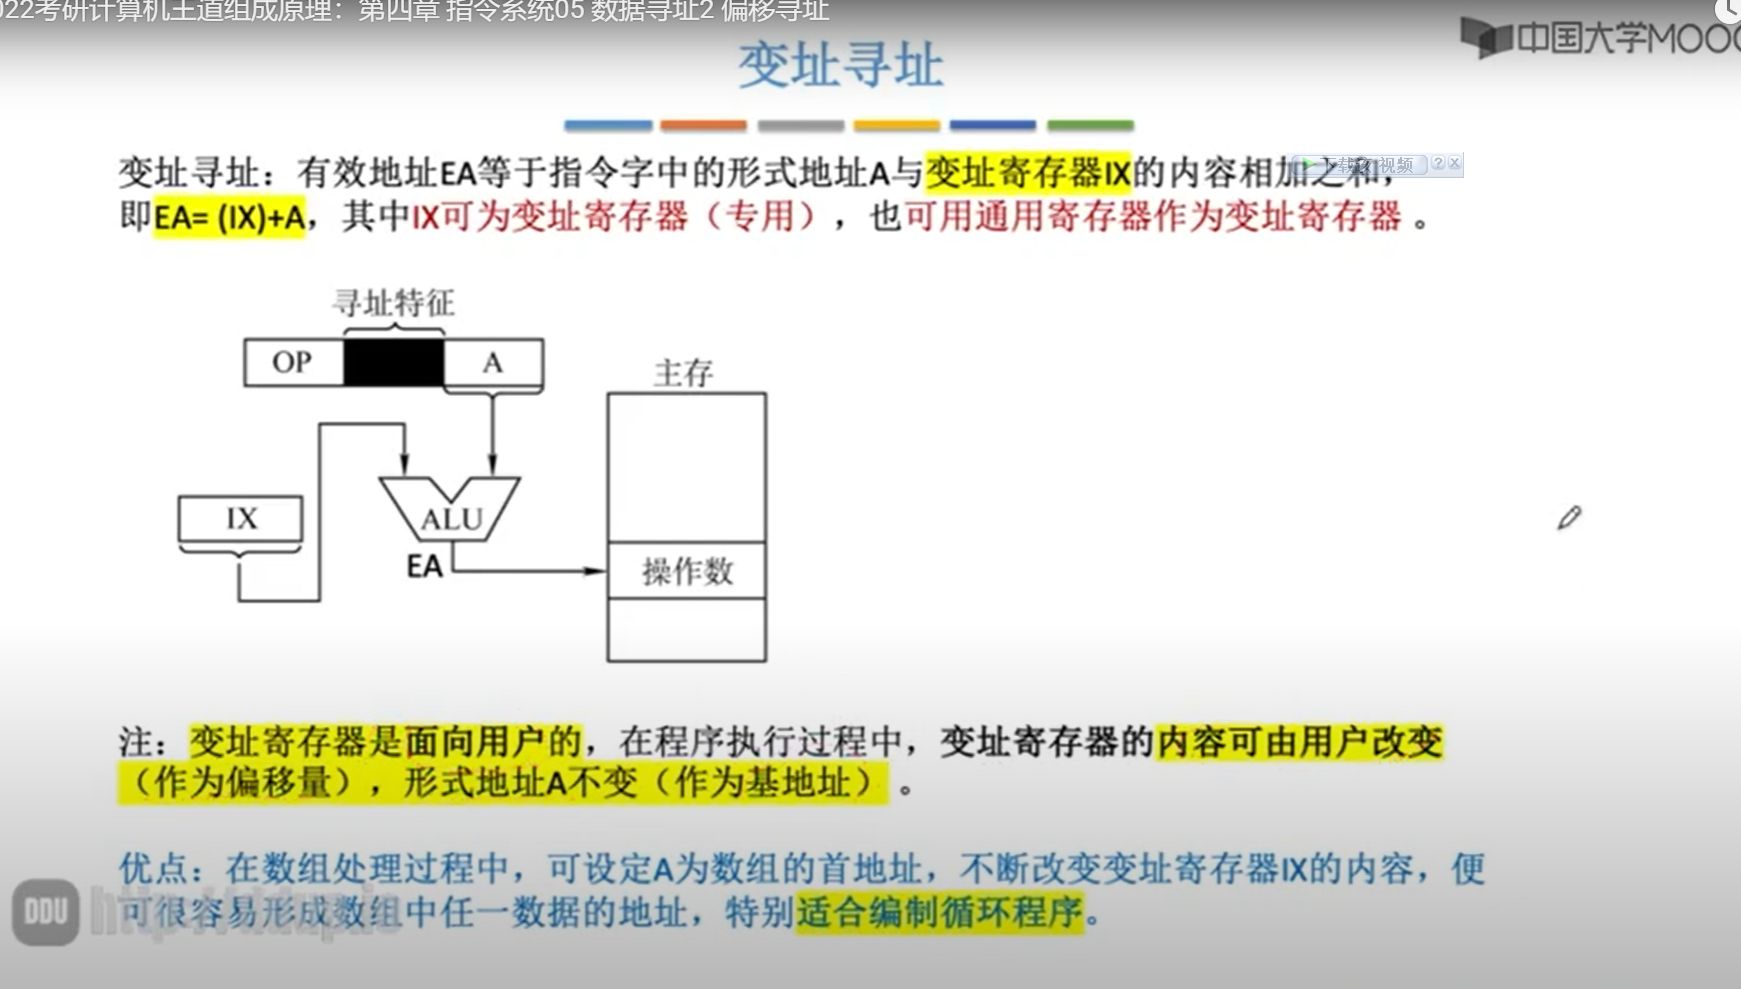 022考研计算机王道组成原理：第四章 指令系统05 数据寻址2 偏移寻址
中国大学MOOC
变址寻址
变址寻址：有效地址EA等于指令字中的形式地址A与变址寄存器IX的内容相加之和，
即EA= (IX)+A，其中IX可为变址寄存器（专用），也可用通用寄存器作为变址寄存器 。
寻址特征
OP
A
主存
IX
ALU
EA
操作数
注：变址寄存器是面向用户的，在程序执行过程中，变址寄存器的内容可由用户改变
（作为偏移量），形式地址A不变（作为基地址） 。
优点：在数组处理过程中，可设定A为数组的首地址，不断改变变址寄存器IX的内容，便
可很容易形成数组中任一数据的地址，特别适合编制循环程序。
DDU